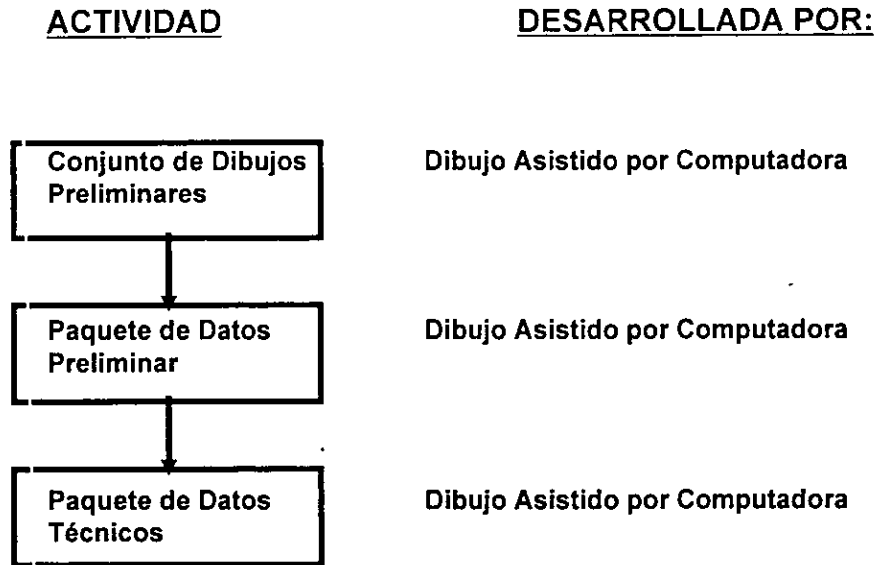 ACTIVIDAD DESARROLLADA POR:
Conjunto de Dibujos Preliminares Dibujo Asistido por Computadora
Paquete de Datos Preliminar Dibujo Asistido por Computadora
Paquete de Datos Técnicos Dibujo Asistido por Computadora